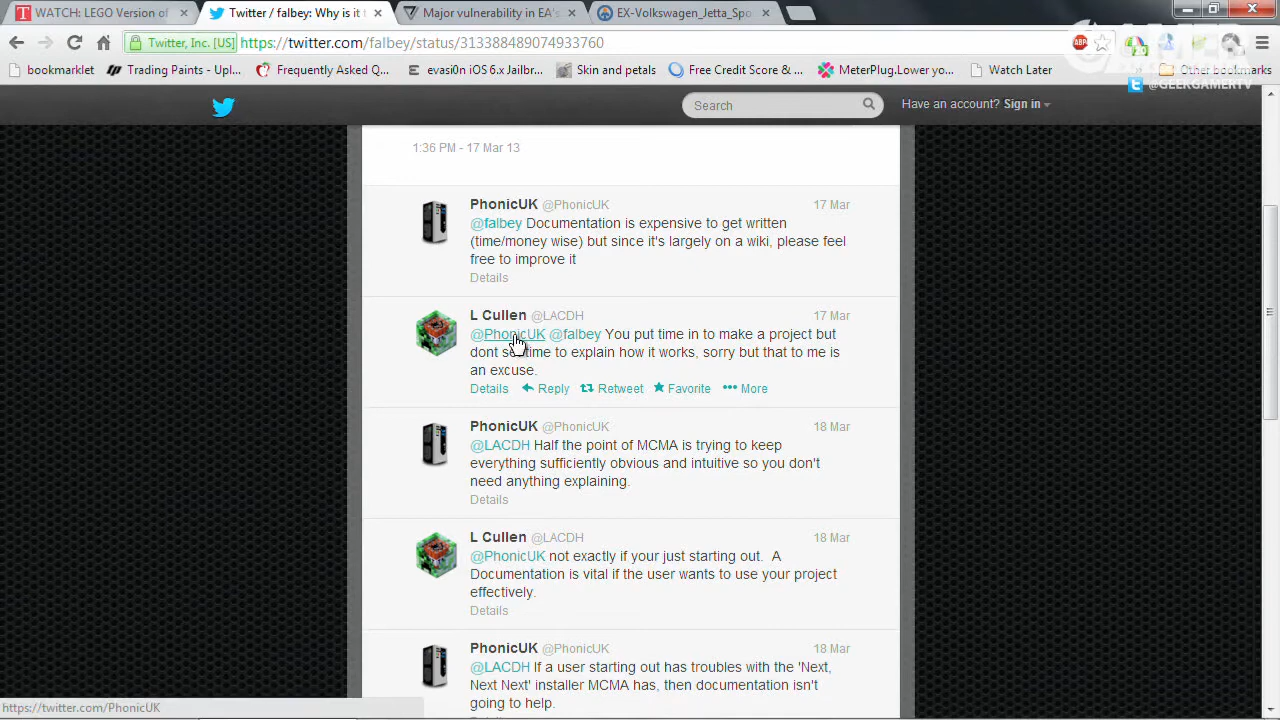 WATCH: LEGO Version of
Twitter / falbey: Why is it
Major vulnerability in EA's
EX-Volkswagen_Jetta_Spo
Twitter, Inc. [US]
https://twitter.com/falbey/status/313388489074933760
ABP
bookmarklet
Trading Paints - Upl...
Frequently Asked Q...
evasi0n iOS 6.x Jailbr...
Skin and petals
Free Credit Score & ...
MeterPlug.Lower yo...
Watch Later
Other bookmarks
@GEEKGAMERTV
Search
Have an account? Sign in
1:36 PM - 17 Mar 13
PhonicUK @PhonicUK 17 Mar
@falbey Documentation is expensive to get written
(time/money wise) but since it's largely on a wiki, please feel
free to improve it
Details
L Cullen @LACDH 17 Mar
@PhonicUK @falbey You put time in to make a project but
dont set time to explain how it works, sorry but that to me is
an excuse.
Details Reply Retweet Favorite More
PhonicUK @PhonicUK 18 Mar
@LACDH Half the point of MCMA is trying to keep
everything sufficiently obvious and intuitive so you don't
need anything explaining.
Details
L Cullen @LACDH 18 Mar
@PhonicUK not exactly if your just starting out. A
Documentation is vital if the user wants to use your project
effectively.
Details
PhonicUK @PhonicUK 18 Mar
@LACDH If a user starting out has troubles with the 'Next,
Next Next' installer MCMA has, then documentation isn't
going to help.
https://twitter.com/PhonicUK